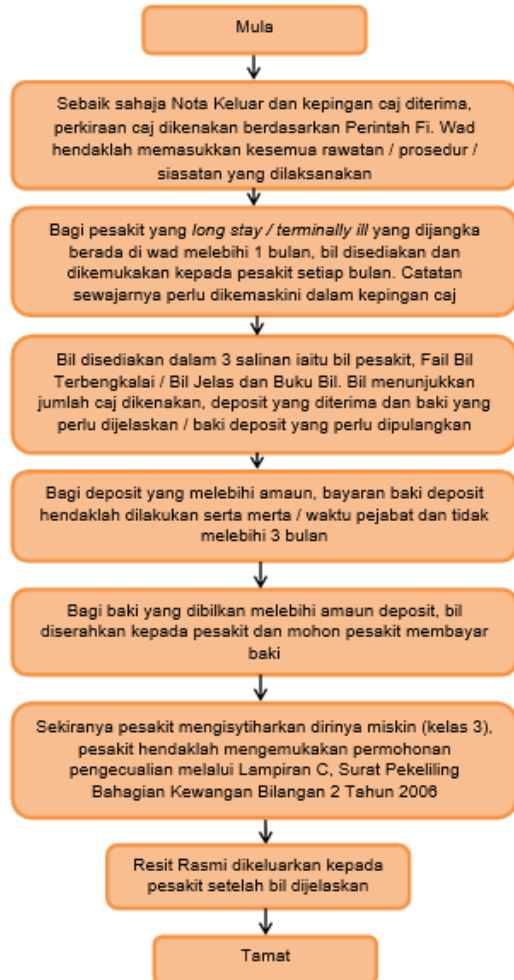 Mula
Sebaik sahaja Nota Keluar dan kepingan caj diterima,
perkiraan caj dikenakan berdasarkan Perintah Fi. Wad
hendaklah memasukkan kesemua rawatan / prosedur /
siasatan yang dilaksanakan
Bagi pesakit yang long stay / terminally ill yang dijangka
berada di wad melebihi 1 bulan, bil disediakan dan
dikemukakan kepada pesakit setiap bulan. Catatan
sewajarnya perlu dikemaskini dalam kepingan caj
Bil disediakan dalam 3 salinan iaitu bil pesakit, Fail Bil
Terbengkalai / Bil Jelas dan Buku Bil. Bil menunjukkan
jumlah caj dikenakan, deposit yang diterima dan baki yang
perlu dijelaskan / baki deposit yang perlu dipulangkan
Bagi deposit yang melebihi amaun, bayaran baki deposit
hendaklah dilakukan serta merta / waktu pejabat dan tidak
melebihi 3 bulan
Bagi baki yang dibilkan melebihi amaun deposit, bil
diserahkan kepada pesakit dan mohon pesakit membayar
baki
Sekiranya pesakit mengisytiharkan dirinya miskin (kelas 3),
pesakit hendaklah mengemukakan permohonan
pengecualian melalui Lampiran C, Surat Pekeliling
Bahagian Kewangan Bilangan 2 Tahun 2006
Resit Rasmi dikeluarkan kepada
pesakit setelah bil dijelaskan
Tamat